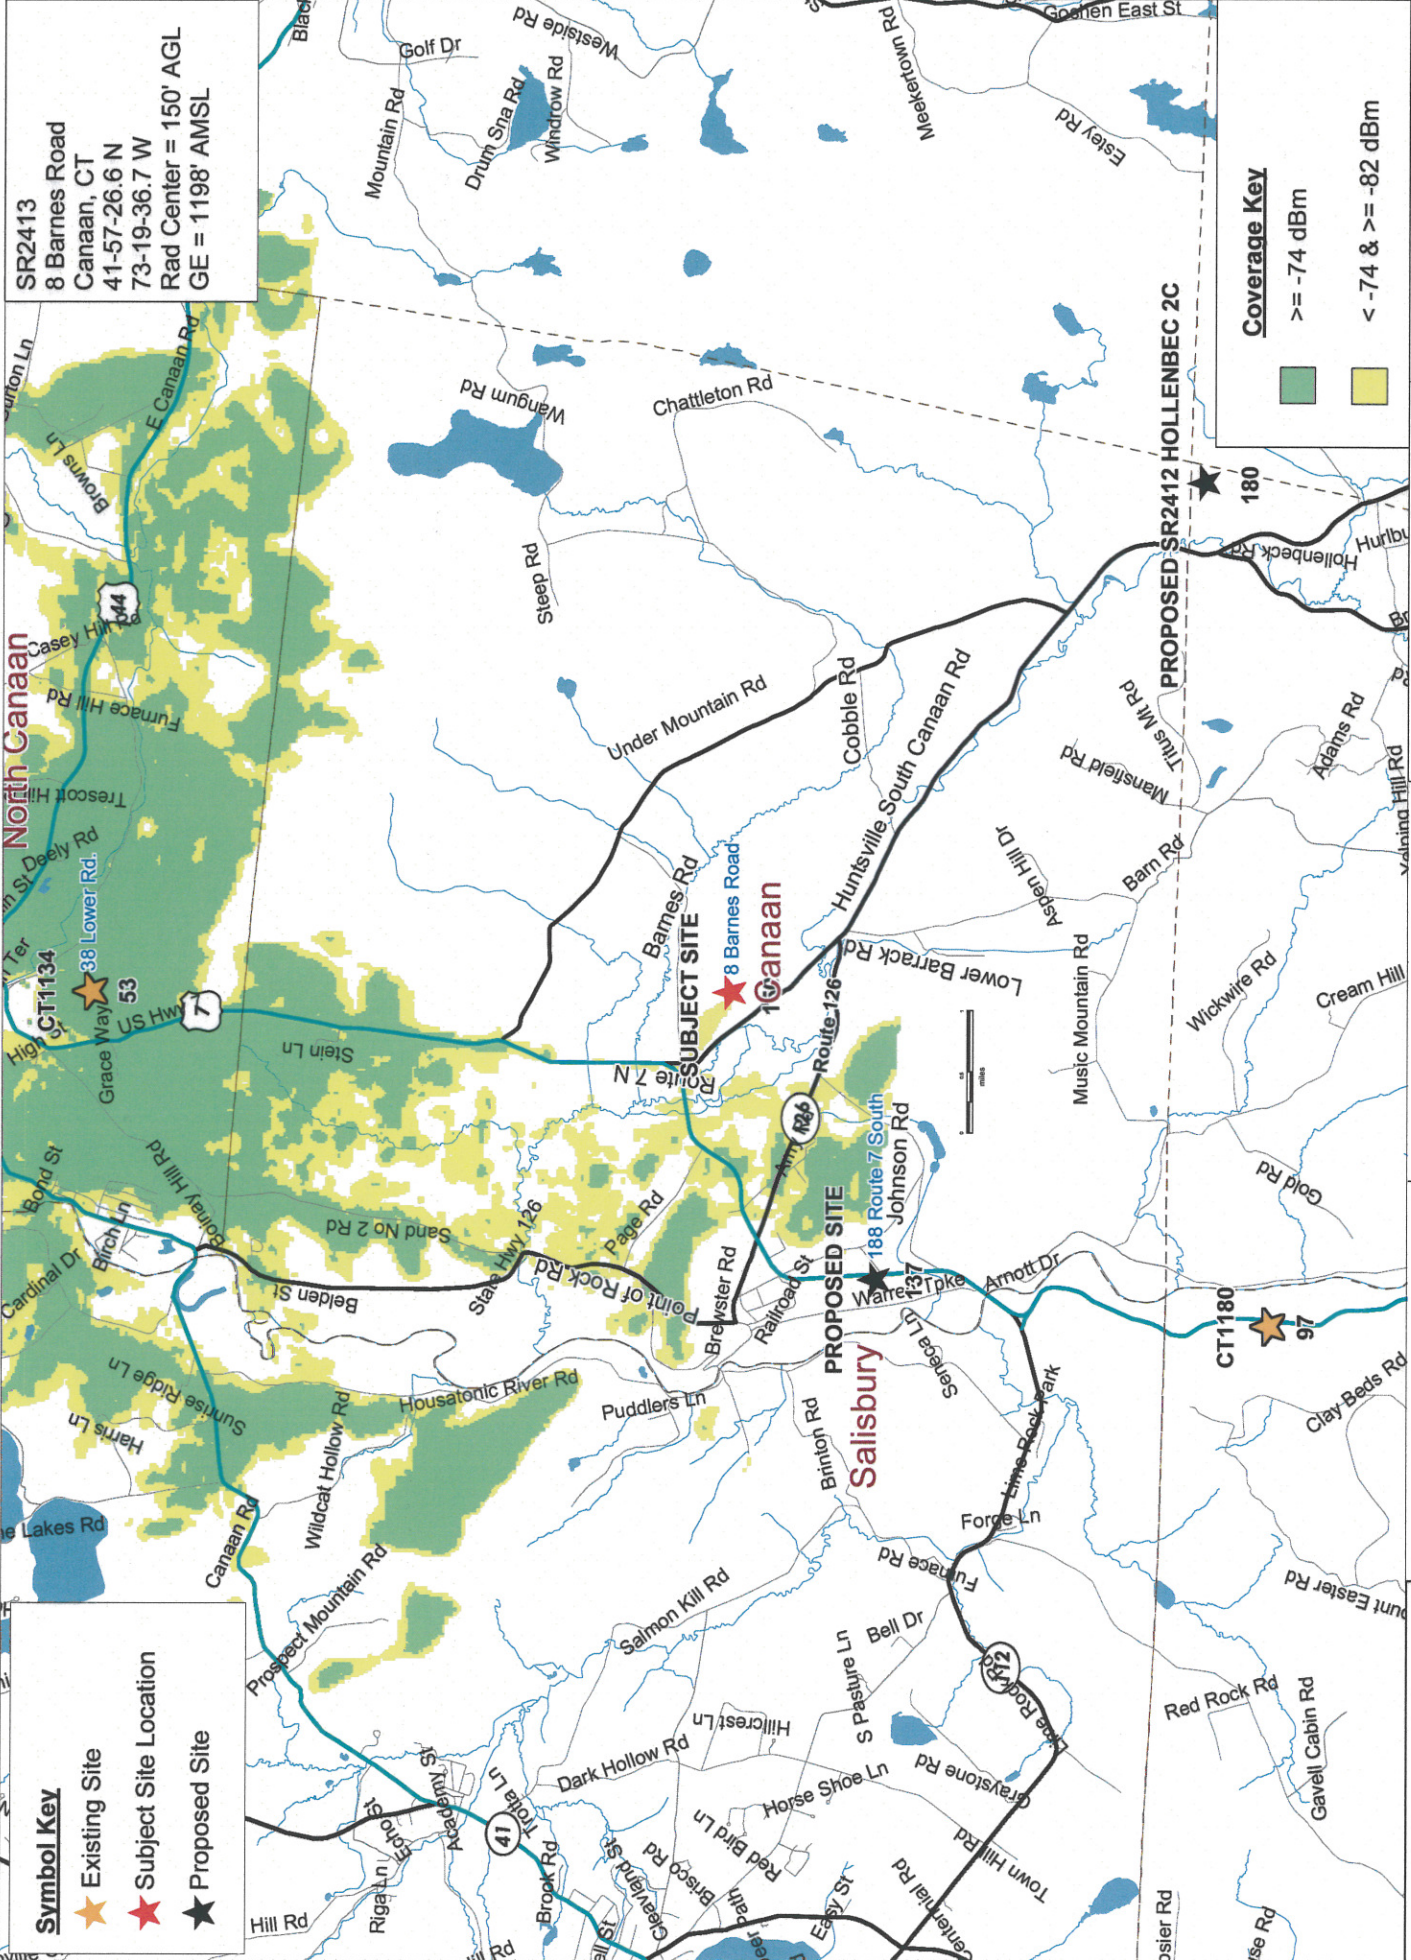 SR2413
8 Barnes Road
Canaan, CT
41-57-26.6 N
73-19-36.7 W
Rad Center = 150' AGL
GE = 1198' AMSL
Symbol Key
Existing Site
Subject Site Location
Proposed Site
Coverage Key
>= -74 dBm
< -74 & >= -82 dBm
North Canaan
Canaan
Salisbury
CT1134
38 Lower Rd.
53
SUBJECT SITE
8 Barnes Road
PROPOSED SITE
188 Route 7 South
137
CT1180
97
PROPOSED SR2412 HOLLENBEC 2C
180
44
7
126
112
41
Golf Dr
Mountain Rd
Westside Rd
Drum Sna Rd
Windrow Rd
Meekertown Rd
Goshen East St
Estey Rd
E Canaan Rd
Browns Ln
Casey Hill Rd
Furnace Hill Rd
Deely Rd
High St
Grace Way
US Hwy
Stein Ln
Wangum Rd
Chattleton Rd
Steep Rd
Under Mountain Rd
Cobble Rd
Huntsville South Canaan Rd
Barnes Rd
Route 7 N
Route 126
Lower Barrack Rd
Aspen Hill Dr
Barn Rd
Mansfield Rd
Titus Mt Rd
Adams Rd
Hollenbeck Rd
Music Mountain Rd
Wickwire Rd
Cream Hill
Gold Rd
miles
Bond St
Birch Ln
Cardinal Dr
Belden St
Sand No 2 Rd
State Hwy 126
Page Rd
Point of Rock Rd
Brewster Rd
Railroad St
Johnson Rd
Warren Tpke
Arnott Dr
Seneca Ln
Lime Rock Park
Forge Ln
Furnace Rd
Brinton Rd
Puddlers Ln
Housatonic River Rd
Sunrise Ridge Ln
Harris Ln
Wildcat Hollow Rd
Canaan Rd
Prospect Mountain Rd
Salmon Kill Rd
Bell Dr
S Pasture Ln
Hillcrest Ln
Dark Hollow Rd
Horse Shoe Ln
Red Bird Ln
Brisco Rd
Cleavland St
Easy St
Graystone Rd
Lime Rock Rd
Town Hill Rd
Centennial Rd
Trotta Ln
Academy St
Echo St
Riga Ln
Brook Rd
Hill Rd
Red Rock Rd
Gavell Cabin Rd
Clay Beds Rd